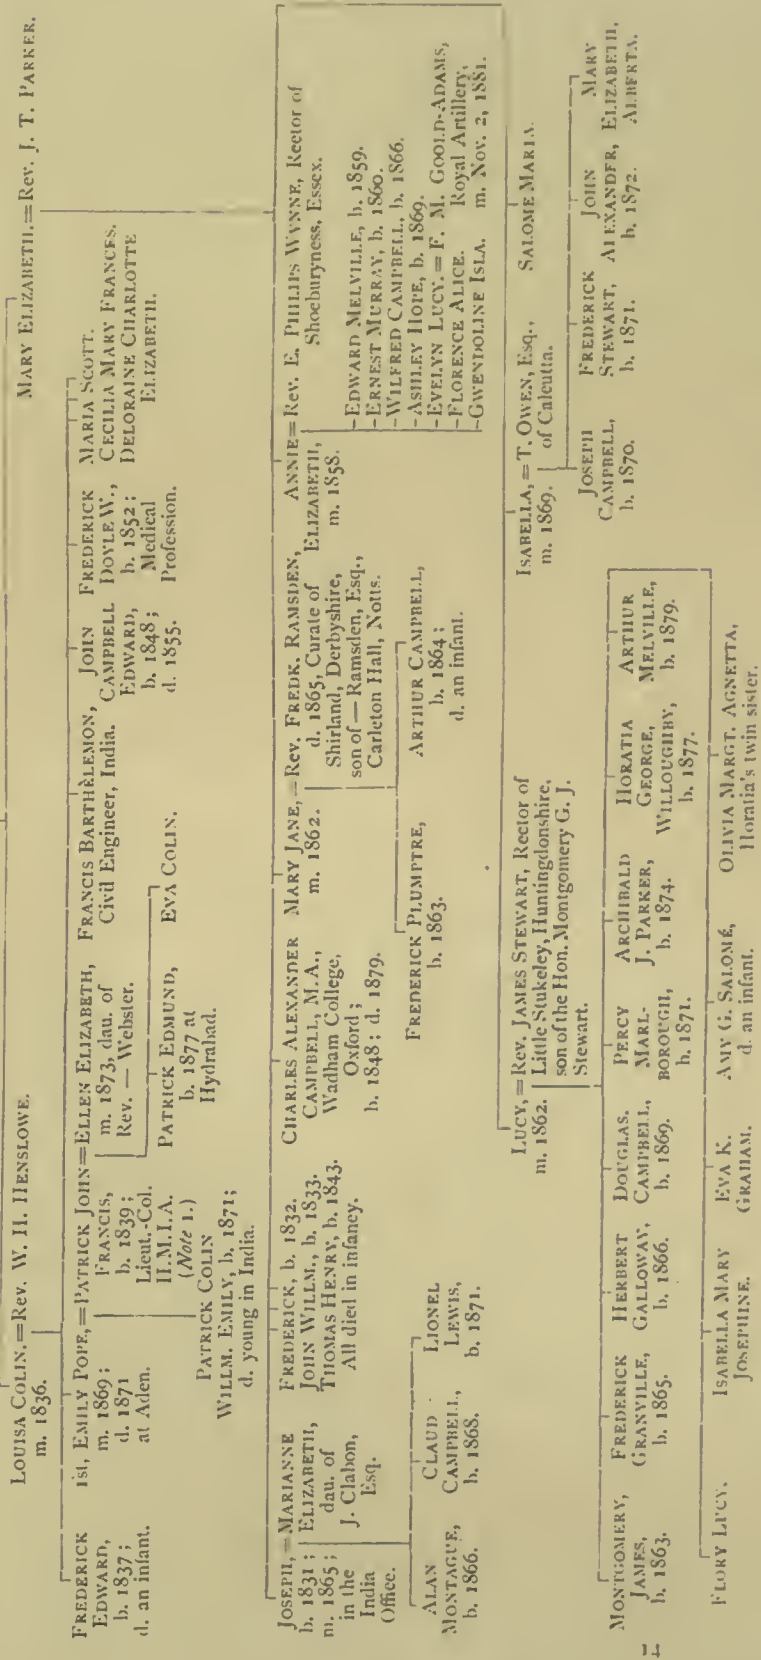 LOUISA COLIN.=Rev. W. H. HENSLOWE.
m. 1836.
MARY ELIZABETH.=Rev. J. T. PARKER.
FREDERICK
EDWARD,
b. 1837;
d. an infant.
1st, EMILY POPE,=PATRICK JOHN=ELLEN ELIZABETH,
m. 1869;
d. 1871
at Aden.
FRANCIS,
b. 1839;
Lieut.-Col.
H.M.I.A.
(Note 1.)
m. 1873, dau. of
Rev. — Webster.
FRANCIS BARTHÈLEMON,
Civil Engineer, India.
JOHN
CAMPBELL
EDWARD,
b. 1848;
d. 1855.
FREDERICK
DOYLE W.,
b. 1852;
Medical
Profession.
MARIA SCOTT.
CECILIA MARY FRANCES.
DELORAINE CHARLOTTE
ELIZABETH.
PATRICK COLIN
WILLM. EMILY, b. 1871;
d. young in India.
PATRICK EDMUND,
b. 1877 at
Hydrabad.
EVA COLIN.
JOSEPH,=MARIANNE
b. 1831;
m. 1865;
in the
India
Office.
ELIZABETH,
dau. of
J. Clabon,
Esq.
FREDERICK, b. 1832.
JOHN WILLM., b. 1833.
THOMAS HENRY, b. 1843.
All died in infancy.
CHARLES ALEXANDER
CAMPBELL, M.A.,
Wadham College,
Oxford;
b. 1848; d. 1879.
MARY JANE,=Rev. FREDK. RAMSDEN,
m. 1862.
d. 1865, Curate of
Shirland, Derbyshire,
son of — Ramsden, Esq.,
Carleton Hall, Notts.
ANNIE=Rev. E. PHILIPS WYNNE, Rector of
ELIZABETH,
m. 1858.
Shoeburyness, Essex.
-EDWARD MELVILLE, b. 1859.
-ERNEST MURRAY, b. 1860.
-WILFRED CAMPBELL, b. 1866.
-ASHLEY HOPE, b. 1869.
-EVELYN LUCY.=F. M. GOOLD-ADAMS,
-FLORENCE ALICE. Royal Artillery,
-GWENDOLINE ISLA. m. Nov. 2, 1881.
ALAN
MONTAGUE,
b. 1866.
CLAUD
CAMPBELL,
b. 1868.
LIONEL
LEWIS,
b. 1871.
FREDERICK PLUMPTRE,
b. 1863.
ARTHUR CAMPBELL,
b. 1864;
d. an infant.
LUCY,=Rev. JAMES STEWART, Rector of
m. 1862.
Little Stukeley, Huntingdonshire,
son of the Hon. Montgomery G. J.
Stewart.
ISABELLA,=T. OWEN, Esq.,
m. 1869.
of Calcutta.
SALOME MARIA.
JOSEPH
CAMPBELL,
b. 1870.
FREDERICK
STEWART,
b. 1871.
JOHN
ALEXANDER,
b. 1872.
MARY
ELIZABETH,
ALBERTA.
MONTGOMERY,
JAMES,
b. 1863.
FREDERICK
GRANVILLE,
b. 1865.
HERBERT
GALLOWAY,
b. 1866.
DOUGLAS.
CAMPBELL,
b. 1869.
PERCY
MARL-
BOROUGH,
b. 1871.
ARCHIBALD
J. PARKER,
b. 1874.
HORATIA
GEORGE,
WILLOUGHBY,
b. 1877.
ARTHUR
MELVILLE,
b. 1879.
FLORY LUCY.
ISABELLA MARY
JOSEPHINE.
EVA K.
GRAHAM.
AMY G. SALOMÉ,
d. an infant.
OLIVIA MARGT. AGNETTA,
Horatia's twin sister.
14